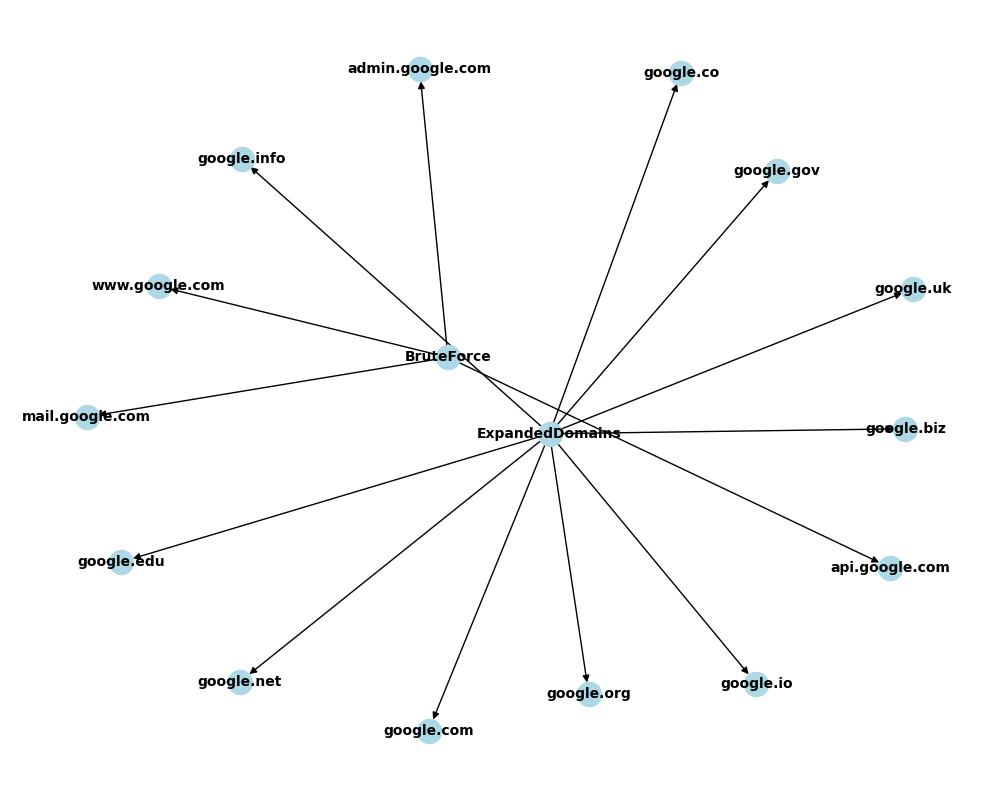 admin.google.com
google.co
google.info
google.gov
www.google.com
google.uk
BruteForce
mail.google.com
ExpandedDomains
google.biz
google.edu
api.google.com
google.net
google.io
google.org
google.com